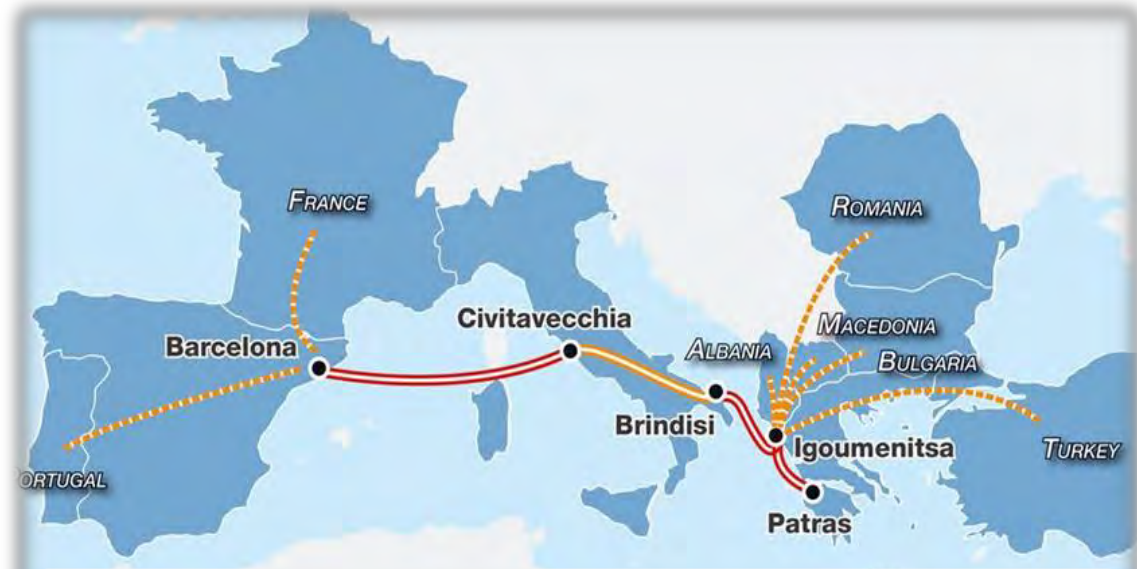 FRANCE
ROMANIA
Civitavecchia
MACEDONIA
Barcelona
ALBANIA
BULGARIA
Brindisi
Igoumenitsa
TURKEY
ORTUGAL
Patras